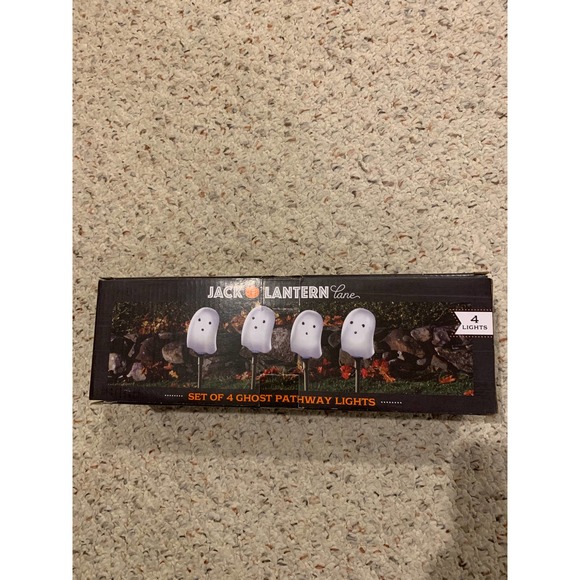 JACK O LANTERN Lane
4
LIGHTS
SET OF 4 GHOST PATHWAY LIGHTS